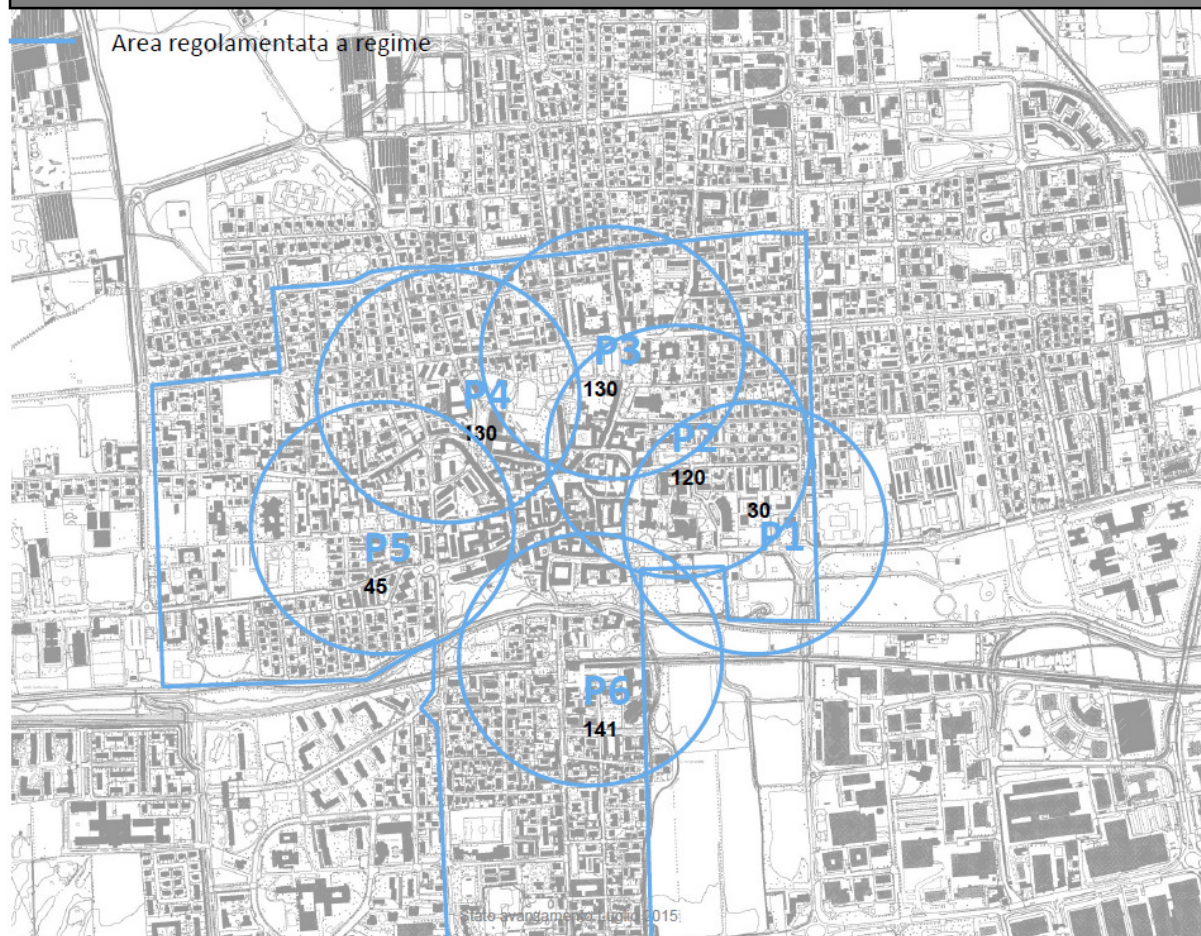 Area regolamentata a regime
P3
130
P4
130
P2
120
30
P1
P5
45
P6
141
Stato avanzamento Luglio 2015